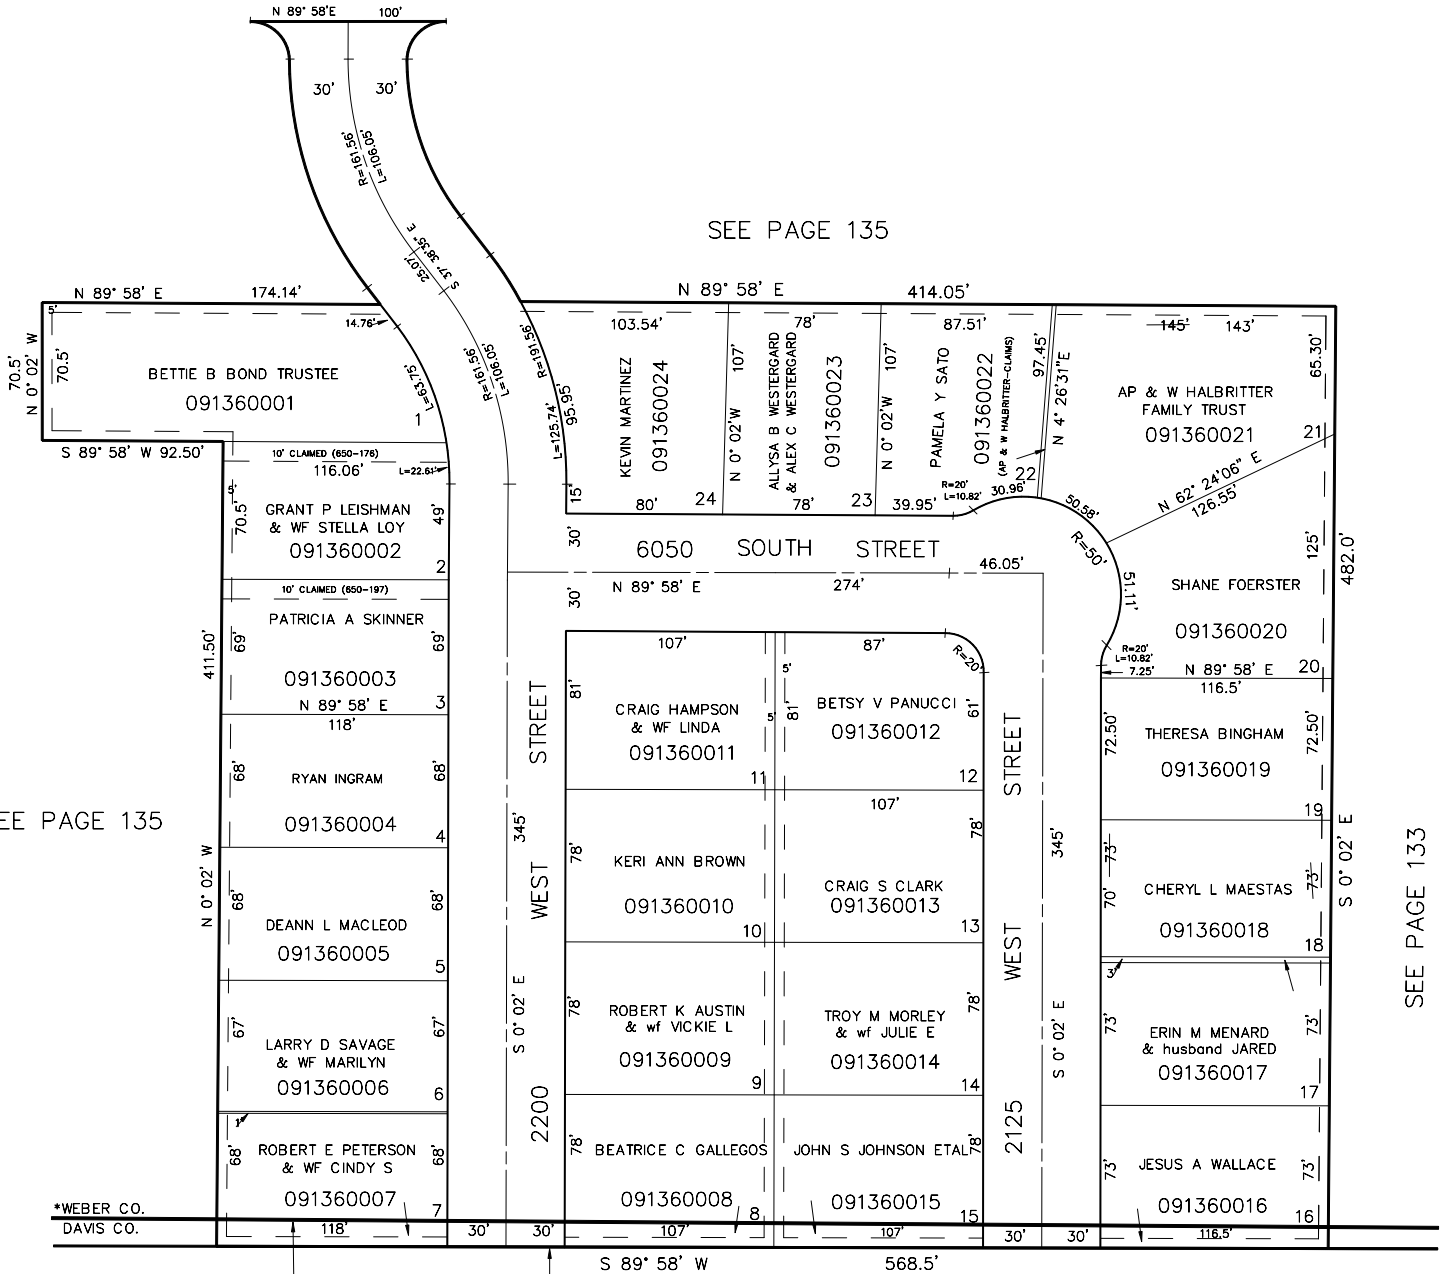 N 89° 58'E 100'
30' 30'
R=161.56'
L=106.05'
SEE PAGE 135
S 37° 38'35" E
25.07'
N 89° 58' E 174.14'
N 89° 58' E 414.05'
5'
14.76'
103.54' 78' 87.51' 145' 143'
70.5'
N 0° 02' W
70.5'
BETTIE B BOND TRUSTEE
091360001
1
L=63.75'
R=161.56'
L=106.05'
R=191.56'
L=125.74'
95.95'
KEVIN MARTINEZ
091360024
107'
N 0° 02'W
ALLYSA B WESTERGARD
& ALEX C WESTERGARD
091360023
107'
N 0° 02'W
PAMELA Y SATO
091360022
(AP & W HALBRITTER-CLAIMS)
97.45'
N 4° 26'31"E
AP & W HALBRITTER
FAMILY TRUST
091360021
21
65.30'
S 89° 58' W 92.50'
10' CLAIMED (650-176)
116.06'
L=22.61'
N 62° 24'06" E
126.55'
22
R=20'
L=10.82'
30.96'
50.58'
R=50'
51.11'
15'
80' 24 78' 23 39.95'
5'
70.5'
GRANT P LEISHMAN
& WF STELLA LOY
091360002
49'
2
30'
6050 SOUTH STREET
46.05'
30'
N 89° 58' E 274'
125'
482.0'
SHANE FOERSTER
091360020
20
10' CLAIMED (650-197)
PATRICIA A SKINNER
69'
69'
091360003
3
N 89° 58' E
118'
411.50'
107' 87'
R=20'
R=20'
L=10.82'
7.25'
N 89° 58' E
116.5'
81'
CRAIG HAMPSON
& WF LINDA
091360011
11
5'
5'
81'
BETSY V PANUCCI
091360012
61'
12
107'
72.50'
THERESA BINGHAM
091360019
72.50'
19
68'
RYAN INGRAM
091360004
68'
4
EE PAGE 135
N 0° 02' W
STREET
345'
WEST
S 0° 02' E
2200
78'
KERI ANN BROWN
091360010
10
78'
CRAIG S CLARK
091360013
13
STREET
345'
WEST
S 0° 02' E
2125
73'
70'
CHERYL L MAESTAS
091360018
73'
18
S 0° 02' E
SEE PAGE 133
68'
DEANN L MACLEOD
091360005
68'
5
3'
67'
LARRY D SAVAGE
& WF MARILYN
091360006
67'
6
78'
ROBERT K AUSTIN
& wf VICKIE L
091360009
9
TROY M MORLEY
& wf JULIE E
091360014
78'
14
73'
ERIN M MENARD
& husband JARED
091360017
73'
17
1'
68'
ROBERT E PETERSON
& WF CINDY S
091360007
68'
7
78'
BEATRICE C GALLEGOS
091360008
8
JOHN S JOHNSON ETAL
78'
091360015
15
73'
JESUS A WALLACE
091360016
73'
16
*WEBER CO.
DAVIS CO.
118' 30' 30' 107' 107' 30' 30' 116.5'
S 89° 58' W 568.5'